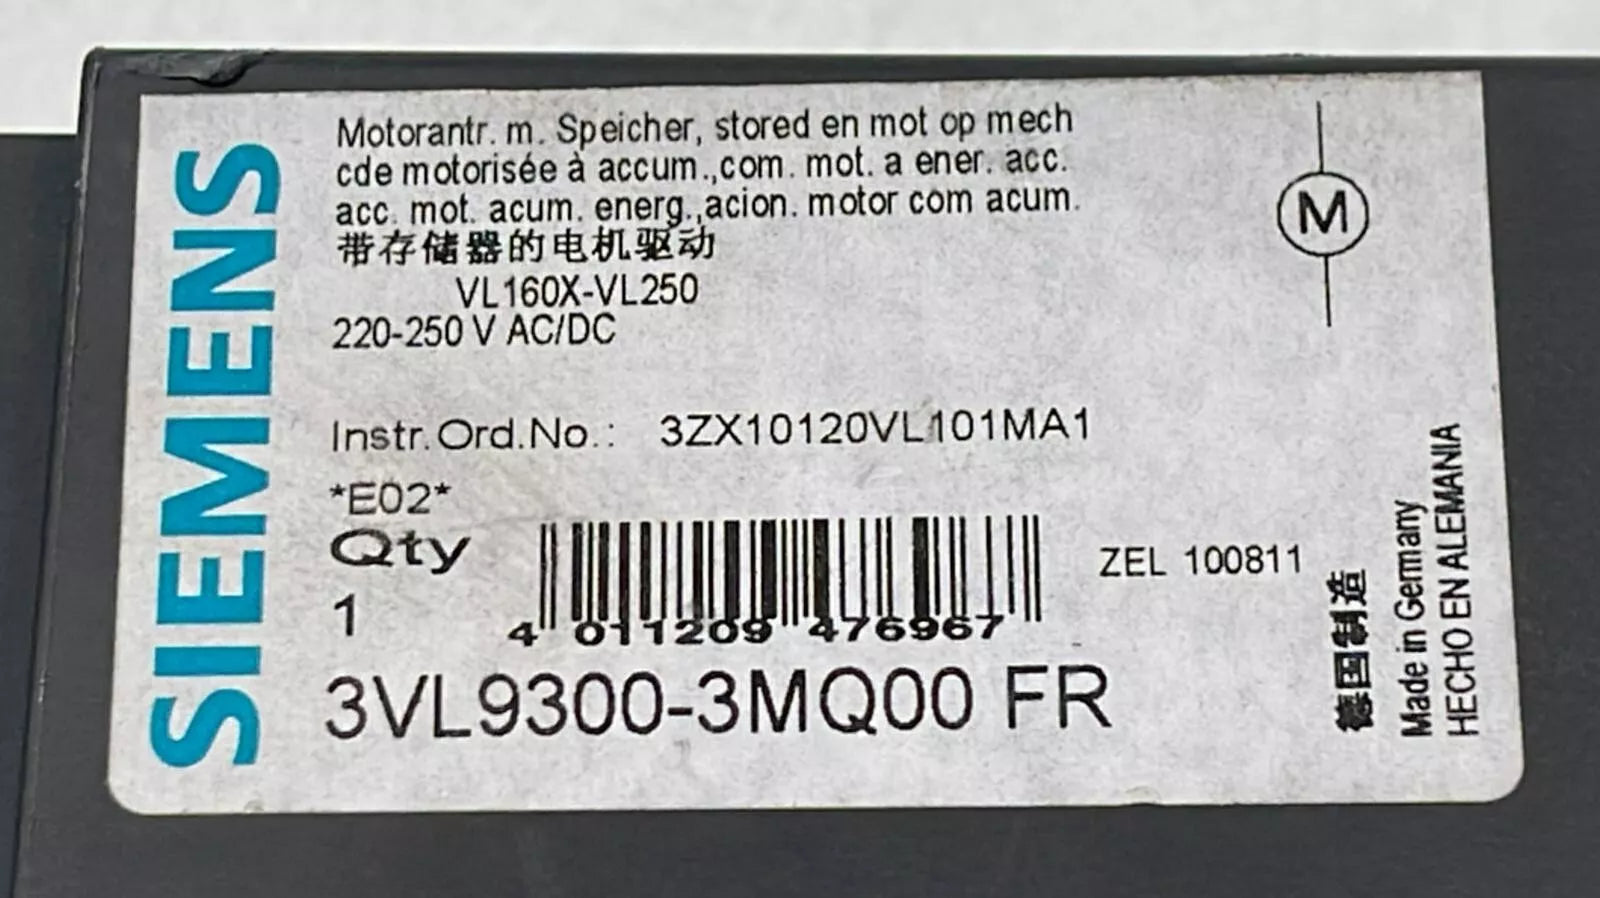 SIEMENS
Motorantr. m. Speicher, stored en mot op mech
cde motorisée à accum.,com. mot. a ener. acc.
acc. mot. acum. energ.,acion. motor com acum.
带存储器的电机驱动
VL160X-VL250
220-250 V AC/DC
M
Instr.Ord.No.: 3ZX10120VL101MA1
*E02*
Qty
1
4 011209 476967
ZEL 100811
3VL9300-3MQ00 FR
德国制造
Made in Germany
HECHO EN ALEMANIA